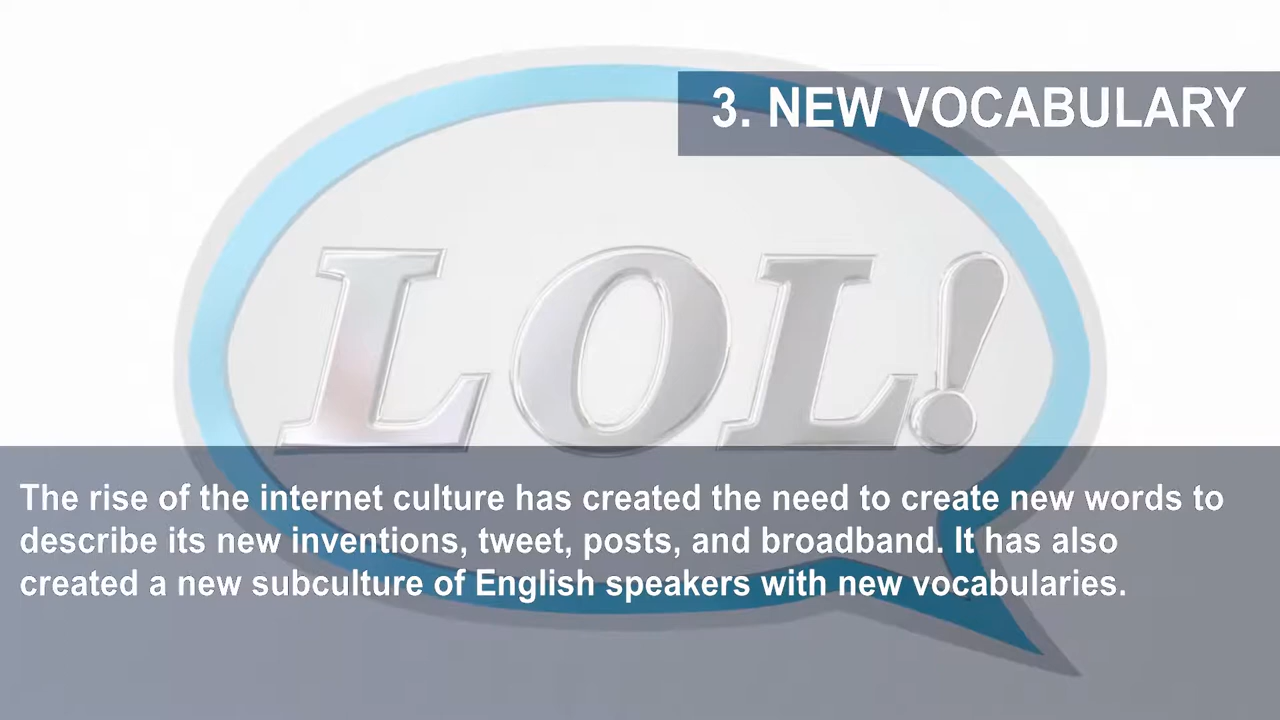 3. NEW VOCABULARY
LOL!
The rise of the internet culture has created the need to create new words to
describe its new inventions, tweet, posts, and broadband. It has also
created a new subculture of English speakers with new vocabularies.